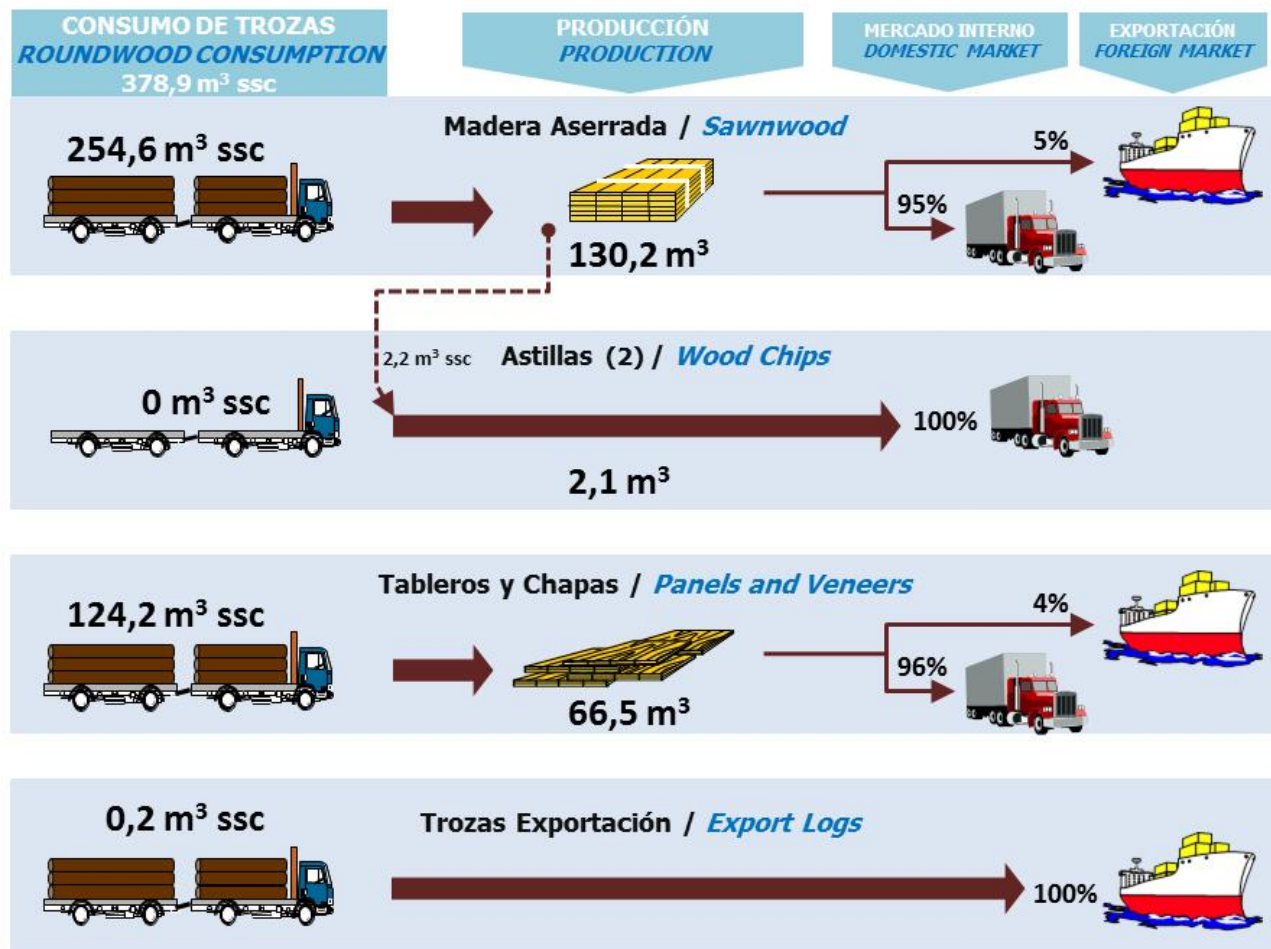 CONSUMO DE TROZAS
ROUNDWOOD CONSUMPTION
378,9 m³ ssc
PRODUCCIÓN
PRODUCTION
MERCADO INTERNO
DOMESTIC MARKET
EXPORTACIÓN
FOREIGN MARKET
Madera Aserrada / Sawnwood
254,6 m³ ssc
130,2 m³
5%
95%
2,2 m³ ssc
Astillas (2) / Wood Chips
0 m³ ssc
2,1 m³
100%
Tableros y Chapas / Panels and Veneers
124,2 m³ ssc
66,5 m³
4%
96%
0,2 m³ ssc
Trozas Exportación / Export Logs
100%